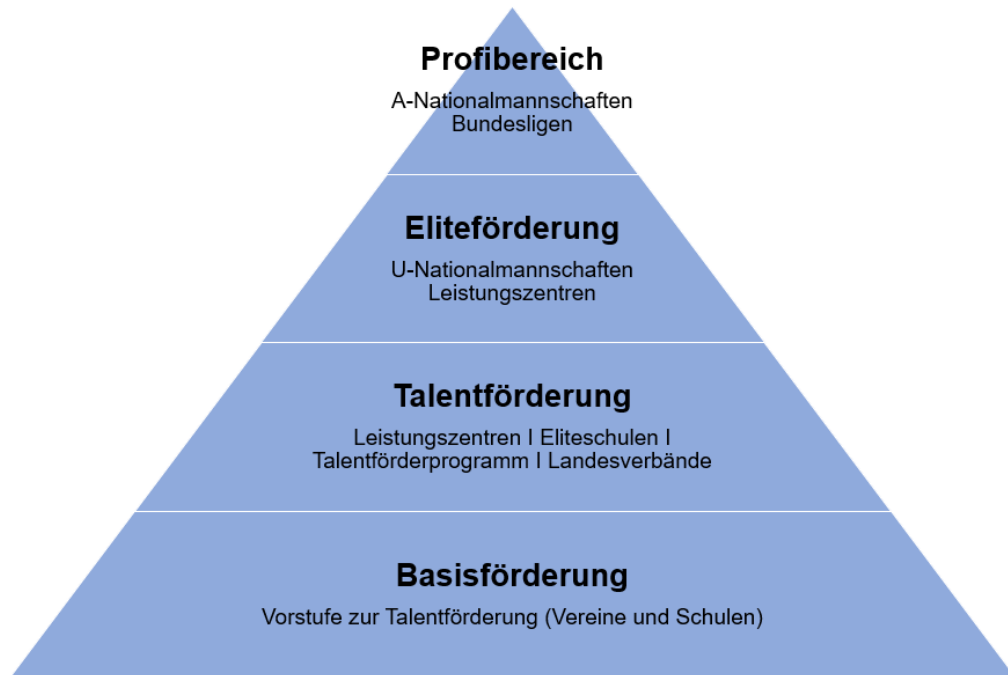 Profibereich
A-Nationalmannschaften
Bundesligen
Eliteförderung
U-Nationalmannschaften
Leistungszentren
Talentförderung
Leistungszentren I Eliteschulen I
Talentförderprogramm I Landesverbände
Basisförderung
Vorstufe zur Talentförderung (Vereine und Schulen)